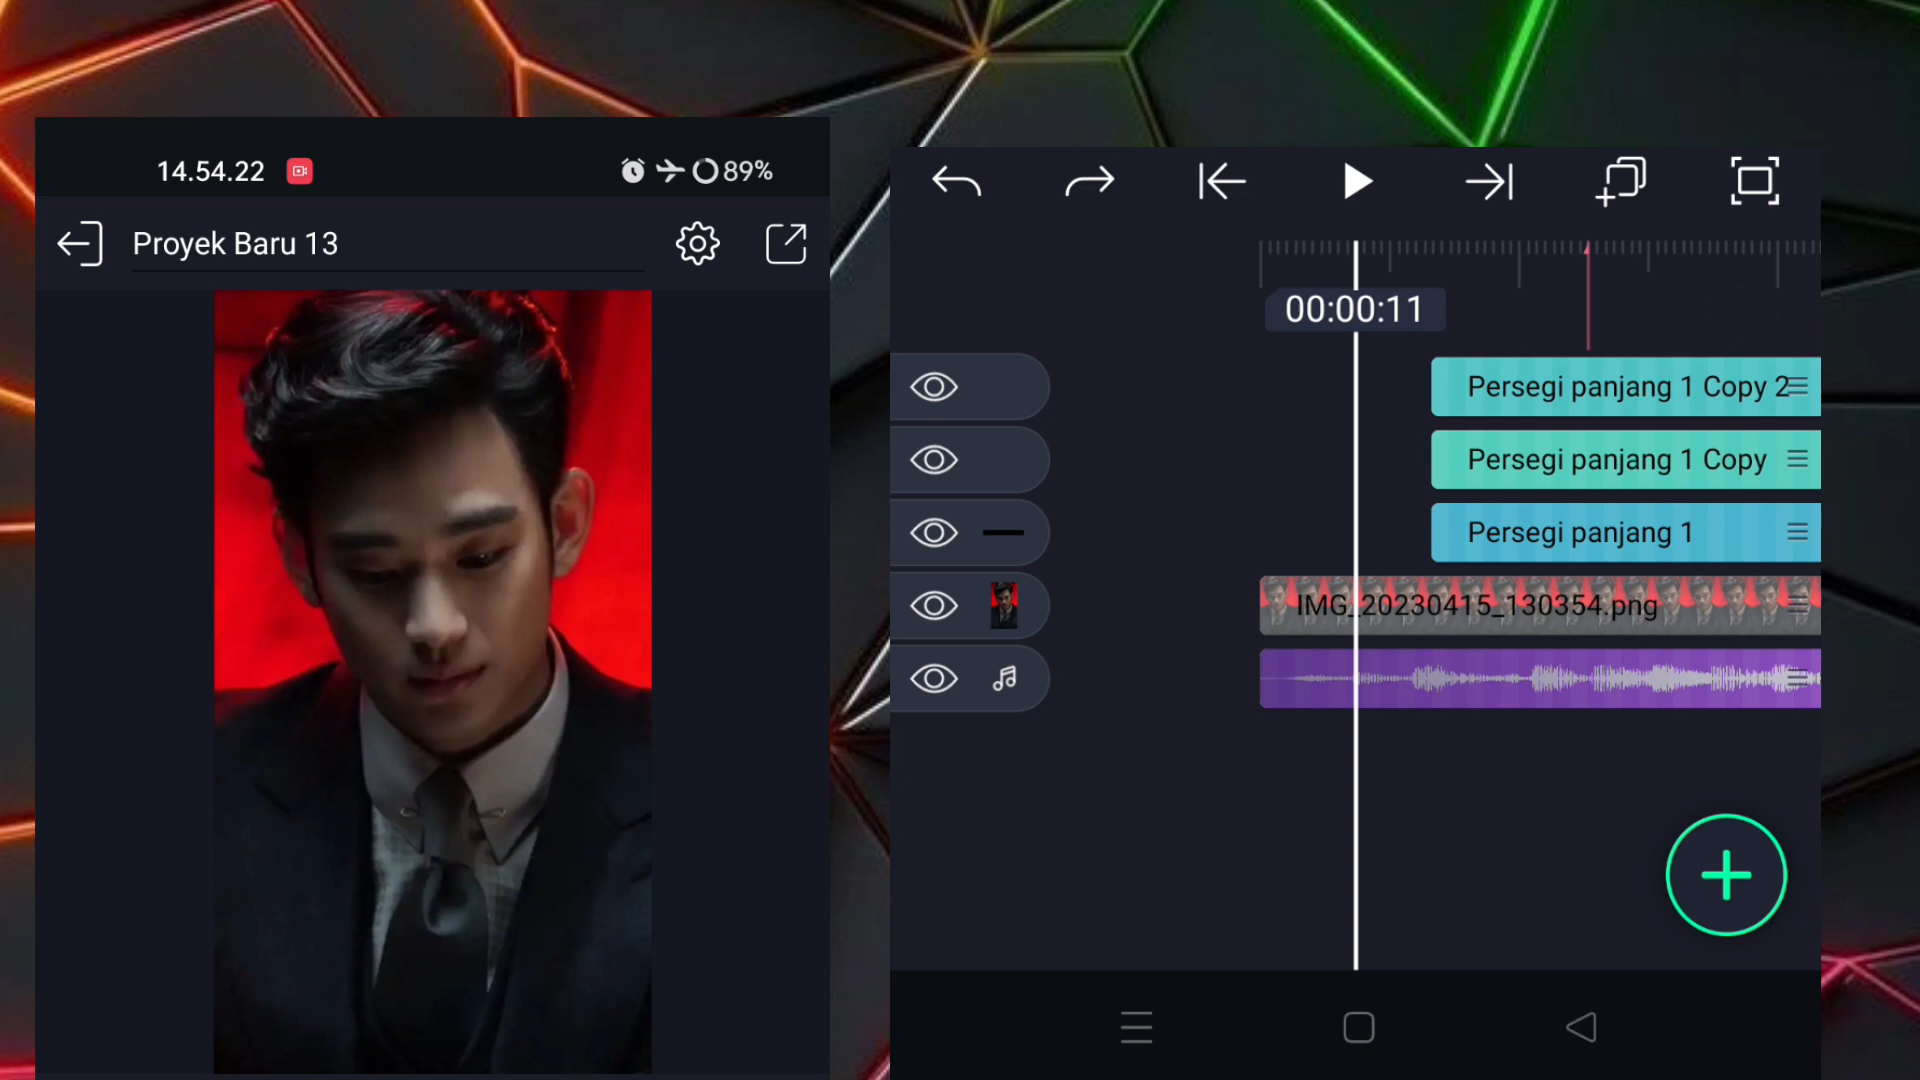 14.54.22
89%
Proyek Baru 13
00:00:11
Persegi panjang 1 Copy 2
Persegi panjang 1 Copy
Persegi panjang 1
IMG_20230415_130354.png